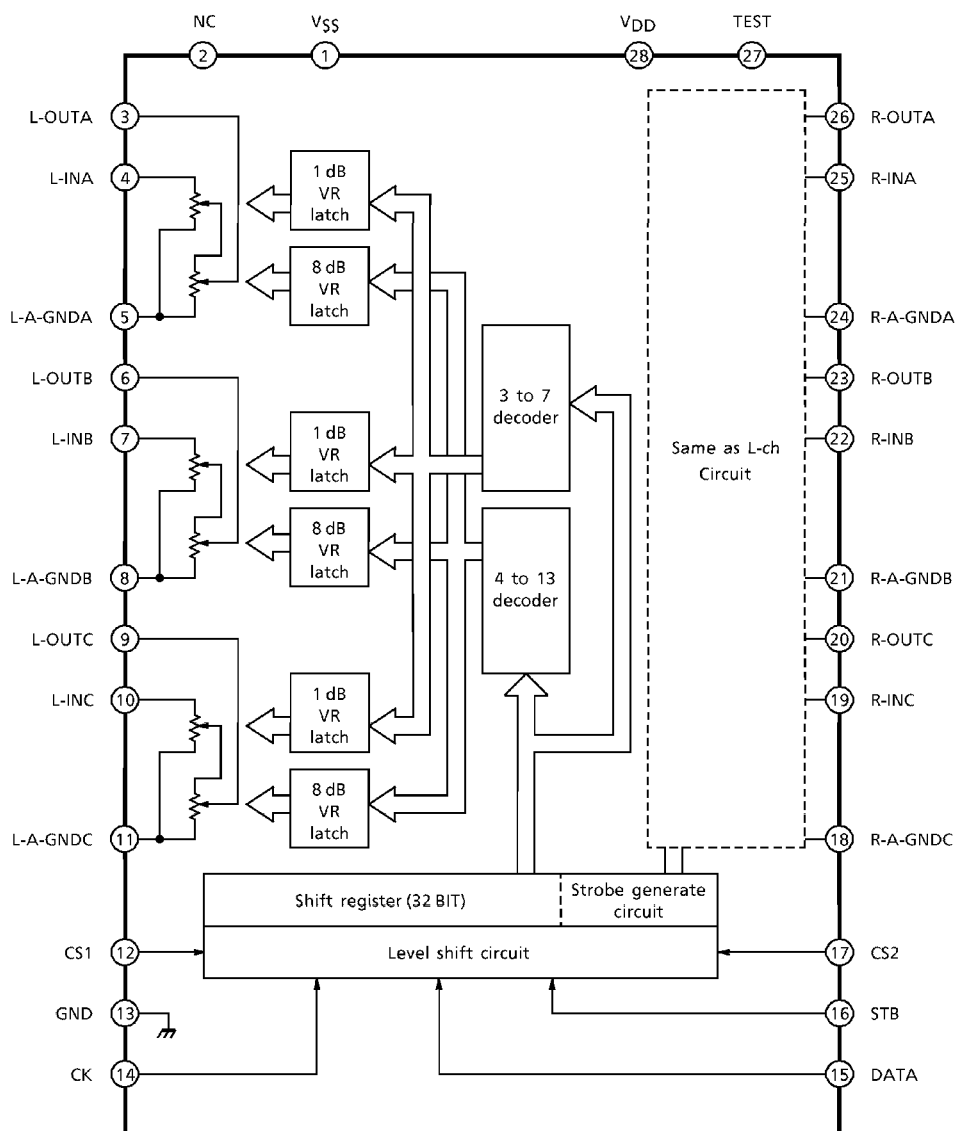 NC
VSS
VDD
TEST
2
1
28
27
L-OUTA
3
26
R-OUTA
L-INA
4
25
R-INA
1 dB
VR
latch
8 dB
VR
latch
L-A-GNDA
5
24
R-A-GNDA
L-OUTB
6
23
R-OUTB
3 to 7
decoder
L-INB
7
22
R-INB
1 dB
VR
latch
Same as L-ch
Circuit
8 dB
VR
latch
4 to 13
decoder
L-A-GNDB
8
21
R-A-GNDB
L-OUTC
9
20
R-OUTC
L-INC
10
19
R-INC
1 dB
VR
latch
8 dB
VR
latch
L-A-GNDC
11
18
R-A-GNDC
Shift register (32 BIT)
Strobe generate
circuit
CS1
12
Level shift circuit
17
CS2
GND
13
16
STB
CK
14
15
DATA